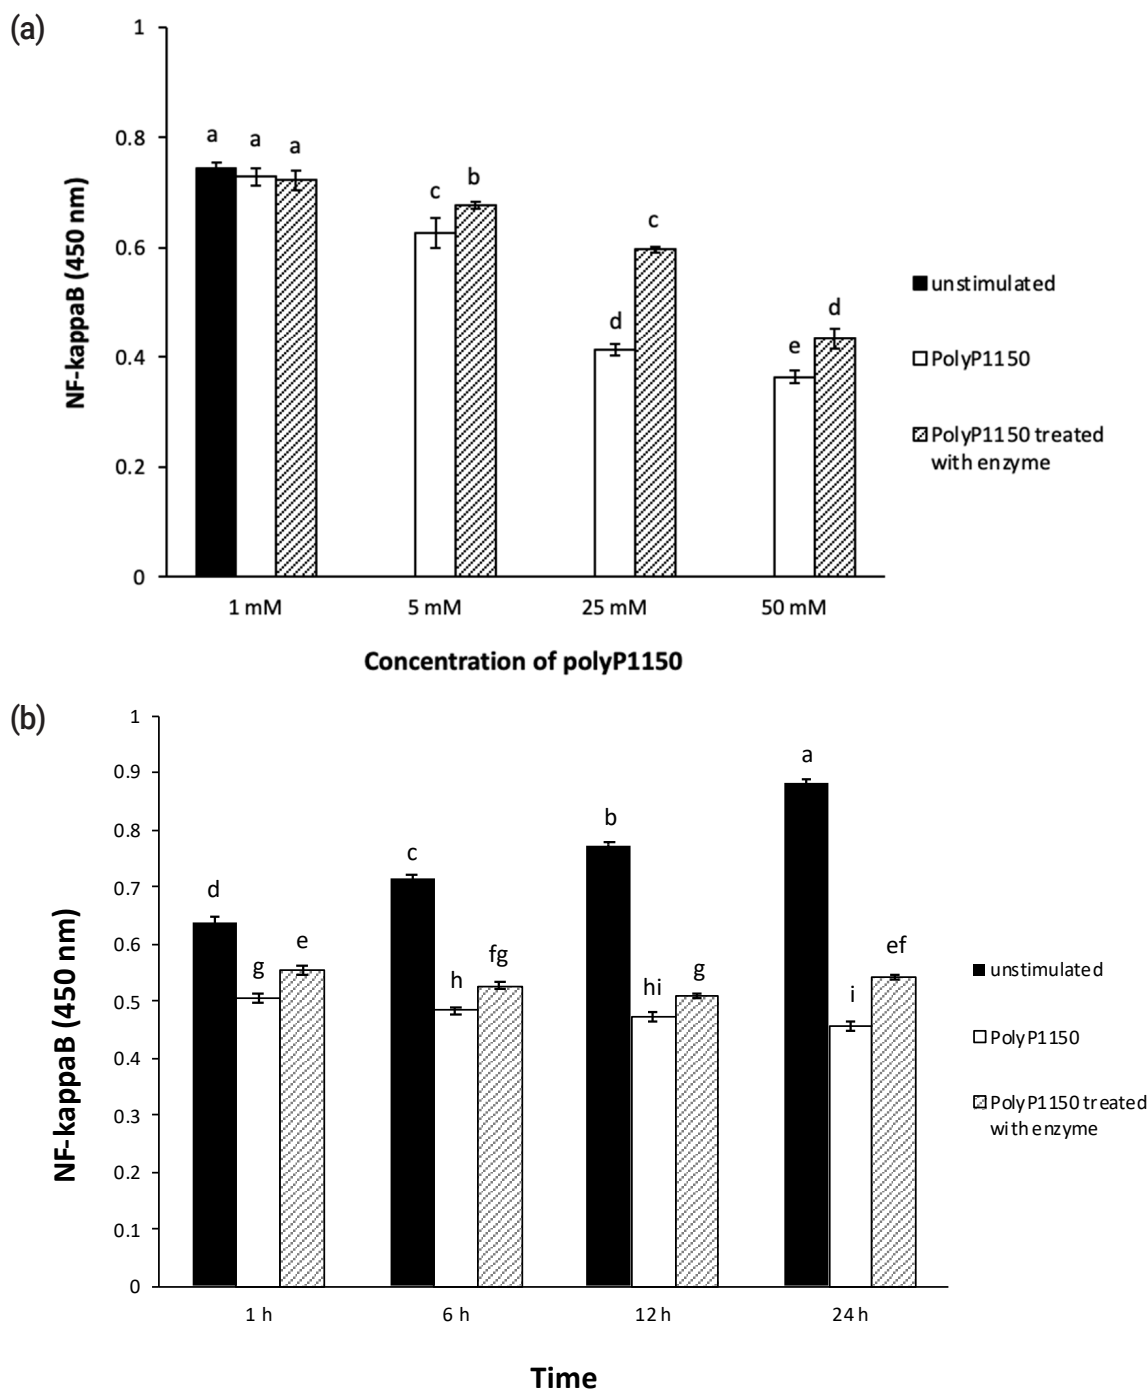 (a)
1
0.8
0.6
0.4
0.2
0
NF-kappaB (450 nm)
a a a
c b
d c
e d
1 mM 5 mM 25 mM 50 mM
Concentration of polyP1150
unstimulated
PolyP1150
PolyP1150 treated
with enzyme
(b)
1
0.9
0.8
0.7
0.6
0.5
0.4
0.3
0.2
0.1
0
NF-kappaB (450 nm)
d g e
c h fg
b hi g
a i ef
1 h 6 h 12 h 24 h
Time
unstimulated
PolyP1150
PolyP1150 treated
with enzyme